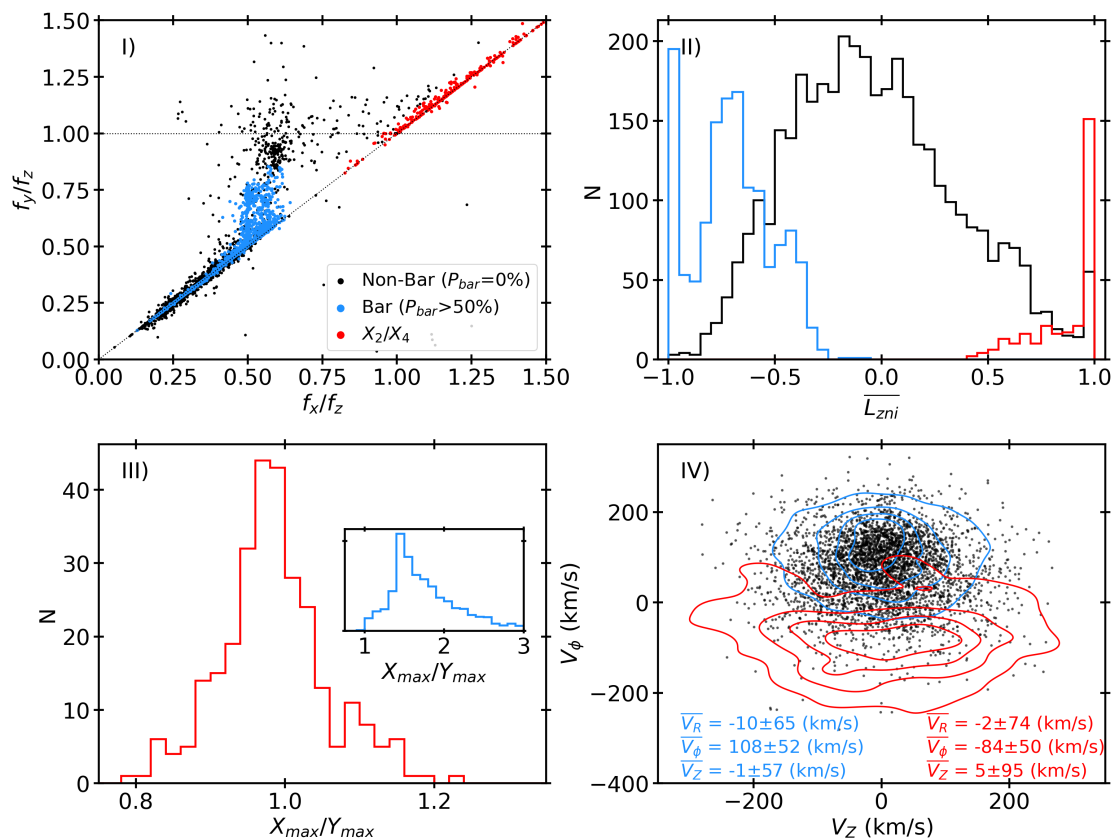 I)
1.50
1.25
1.00
0.75
0.50
0.25
0.00
f_y/f_z
Non-Bar (P_bar=0%)
Bar (P_bar>50%)
X_2/X_4
0.00 0.25 0.50 0.75 1.00 1.25 1.50
f_x/f_z
II)
200
150
100
50
0
N
-1.0 -0.5 0.0 0.5 1.0
L_zni
III)
40
30
20
10
0
N
1 2 3
X_max/Y_max
0.8 1.0 1.2
X_max/Y_max
IV)
200
0
−200
−400
V_ϕ (km/s)
V_R = -10±65 (km/s)
V_ϕ = 108±52 (km/s)
V_Z = -1±57 (km/s)
V_R = -2±74 (km/s)
V_ϕ = -84±50 (km/s)
V_Z = 5±95 (km/s)
−200 0 200
V_Z (km/s)